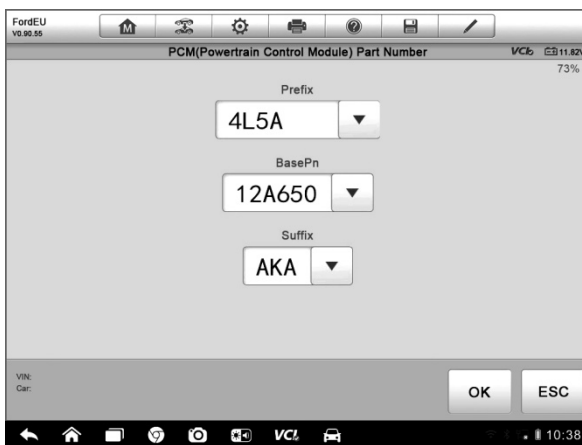 FordEU
V0.90.55
M
PCM(Powertrain Control Module) Part Number
VCI 11.82V
73%
Prefix
4L5A
BasePn
12A650
Suffix
AKA
VIN:
Car:
OK
ESC
VCI
10:38